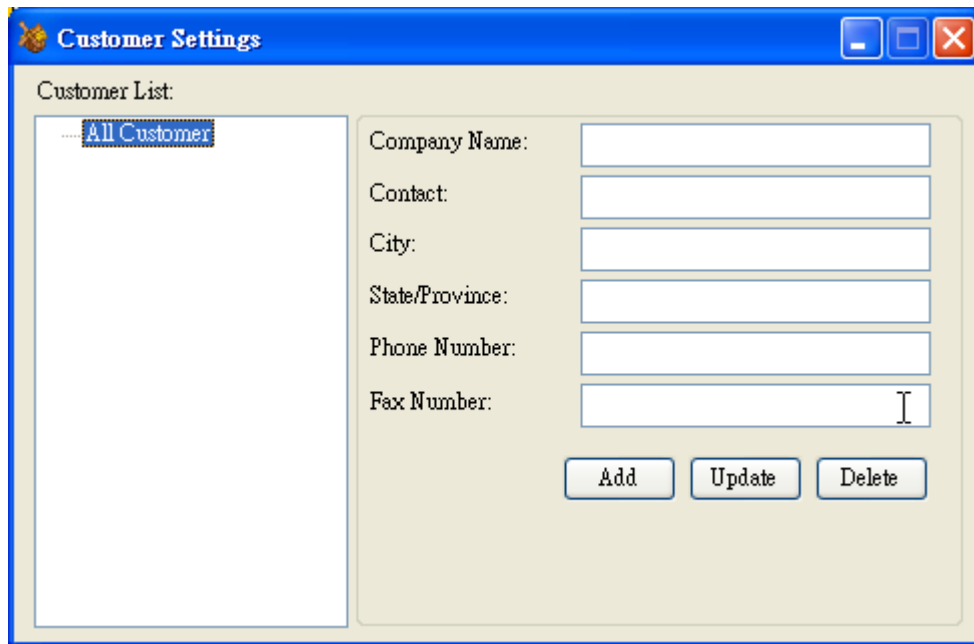 Customer Settings
Customer List:
All Customer
Company Name:
Contact:
City:
State/Province:
Phone Number:
Fax Number:
Add Update Delete